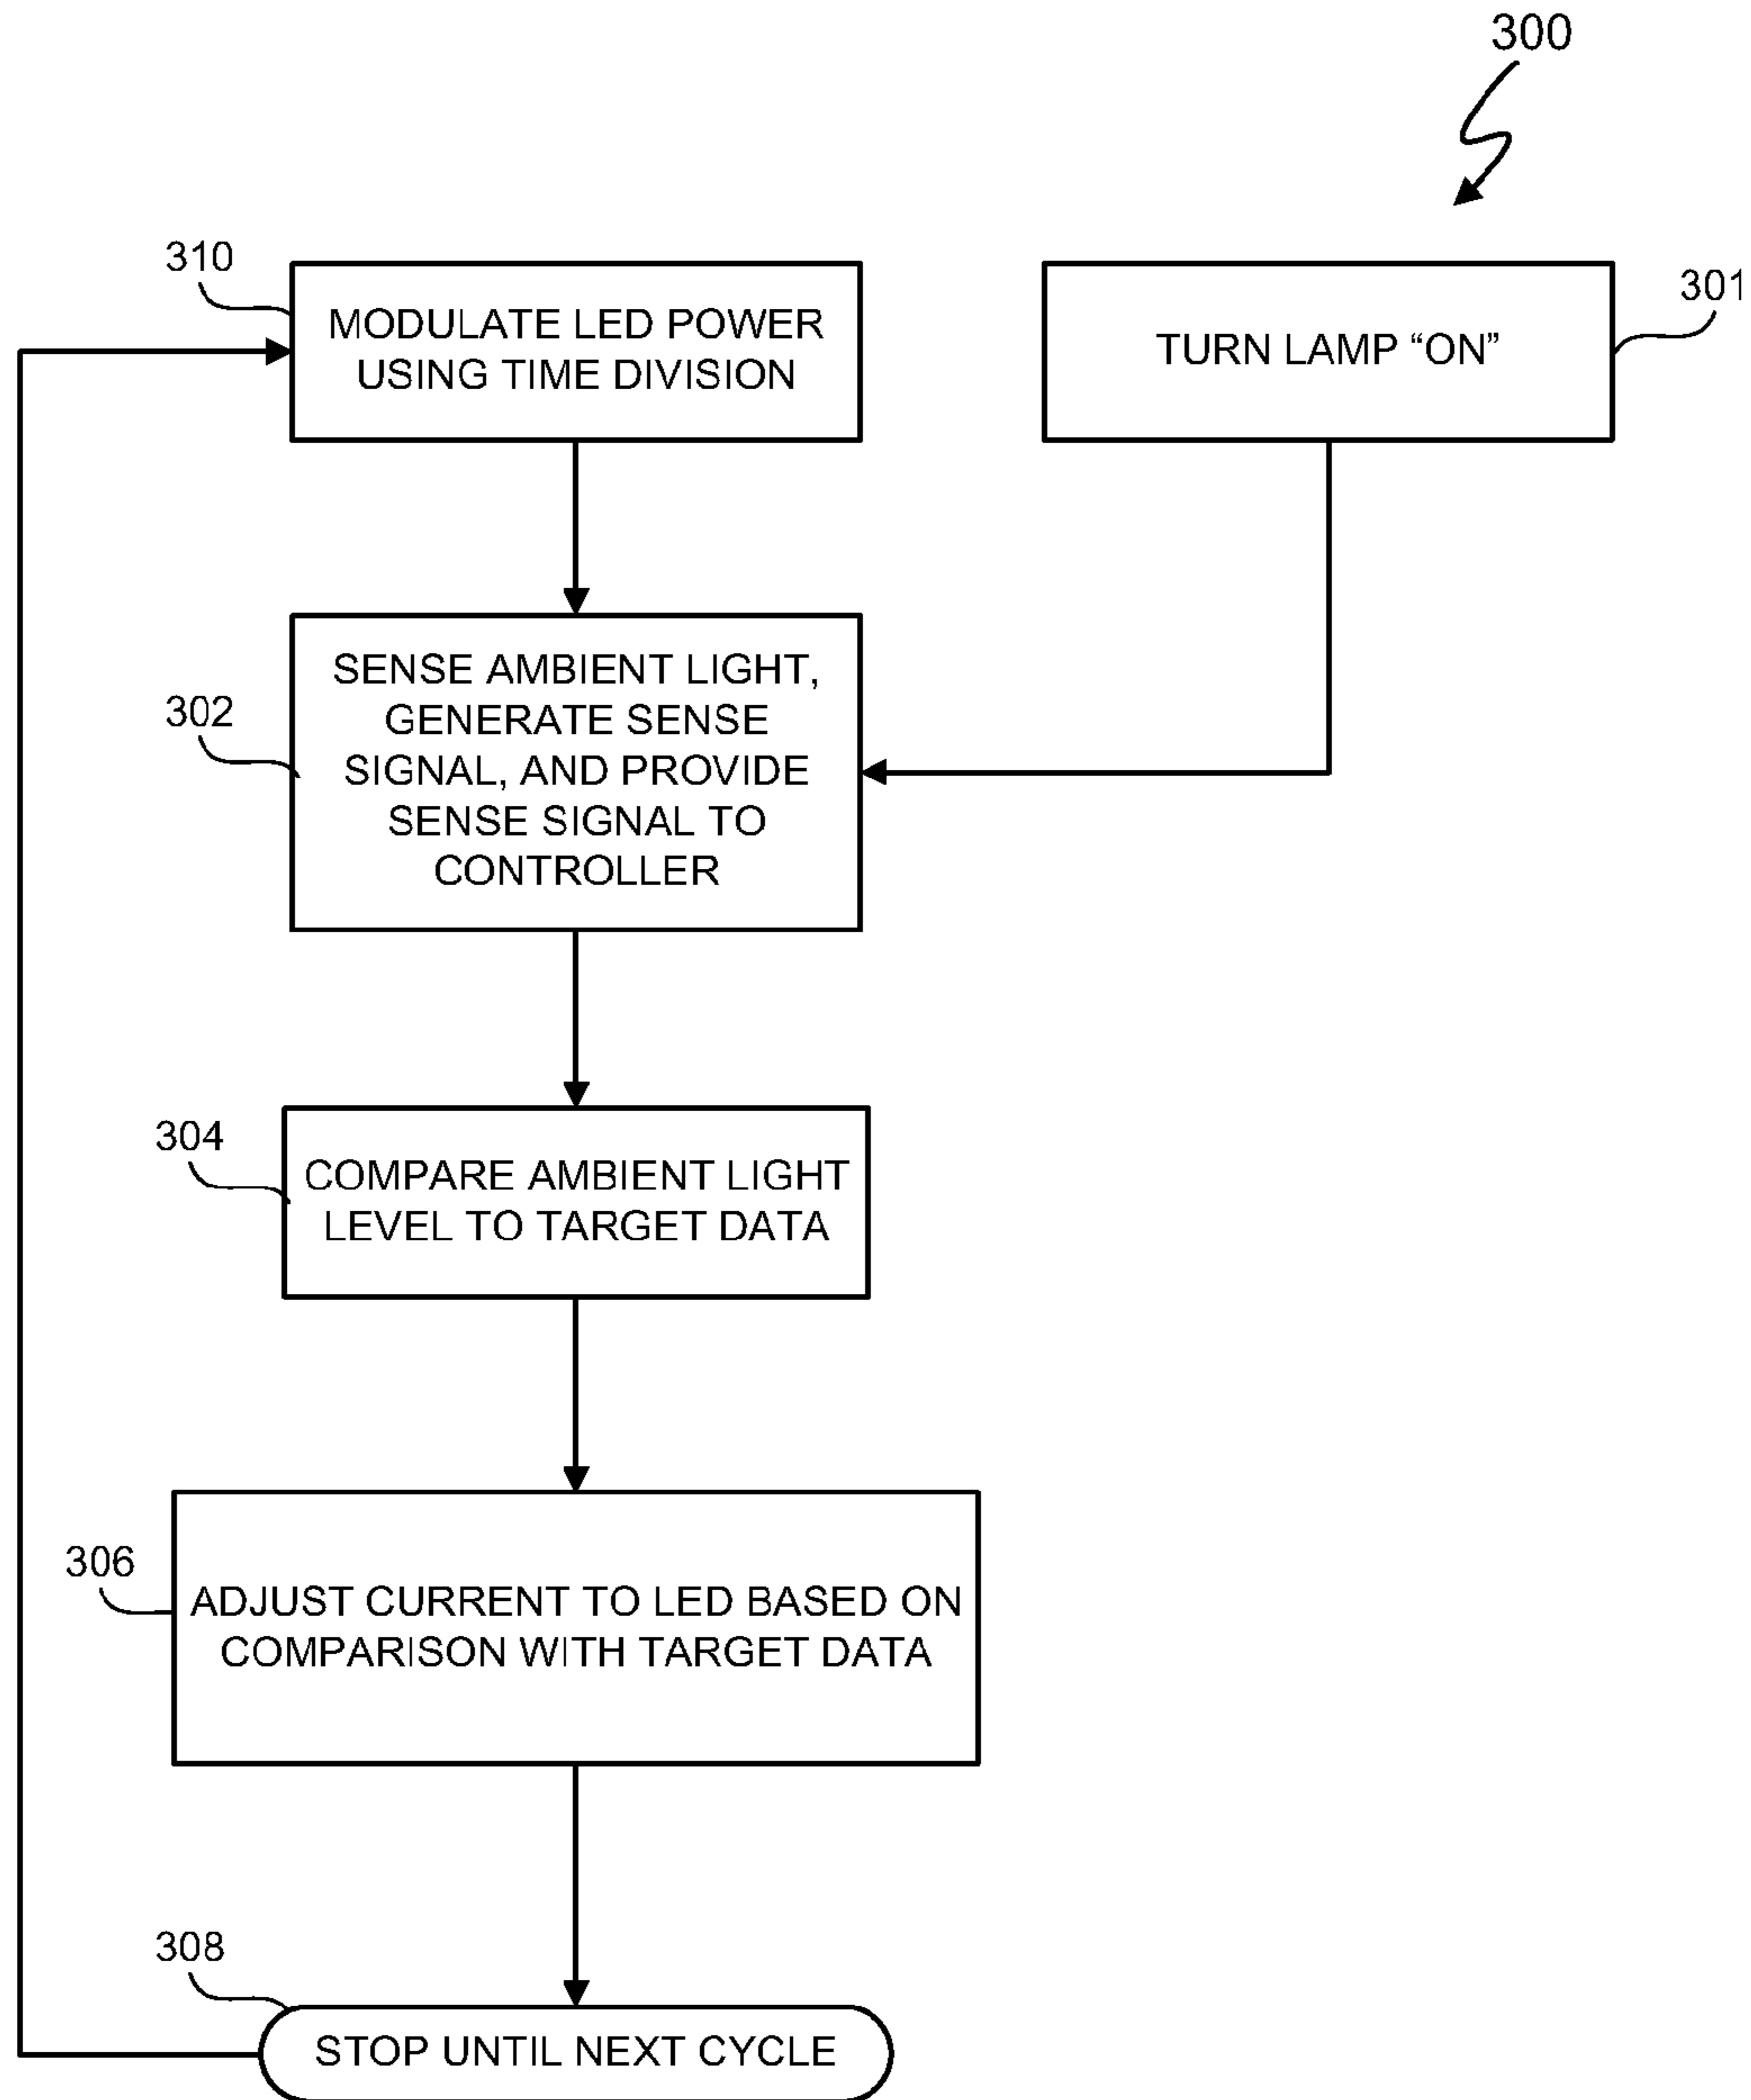 300
310
MODULATE LED POWER
USING TIME DIVISION
301
TURN LAMP “ON”
302
SENSE AMBIENT LIGHT,
GENERATE SENSE
SIGNAL, AND PROVIDE
SENSE SIGNAL TO
CONTROLLER
304
COMPARE AMBIENT LIGHT
LEVEL TO TARGET DATA
306
ADJUST CURRENT TO LED BASED ON
COMPARISON WITH TARGET DATA
308
STOP UNTIL NEXT CYCLE